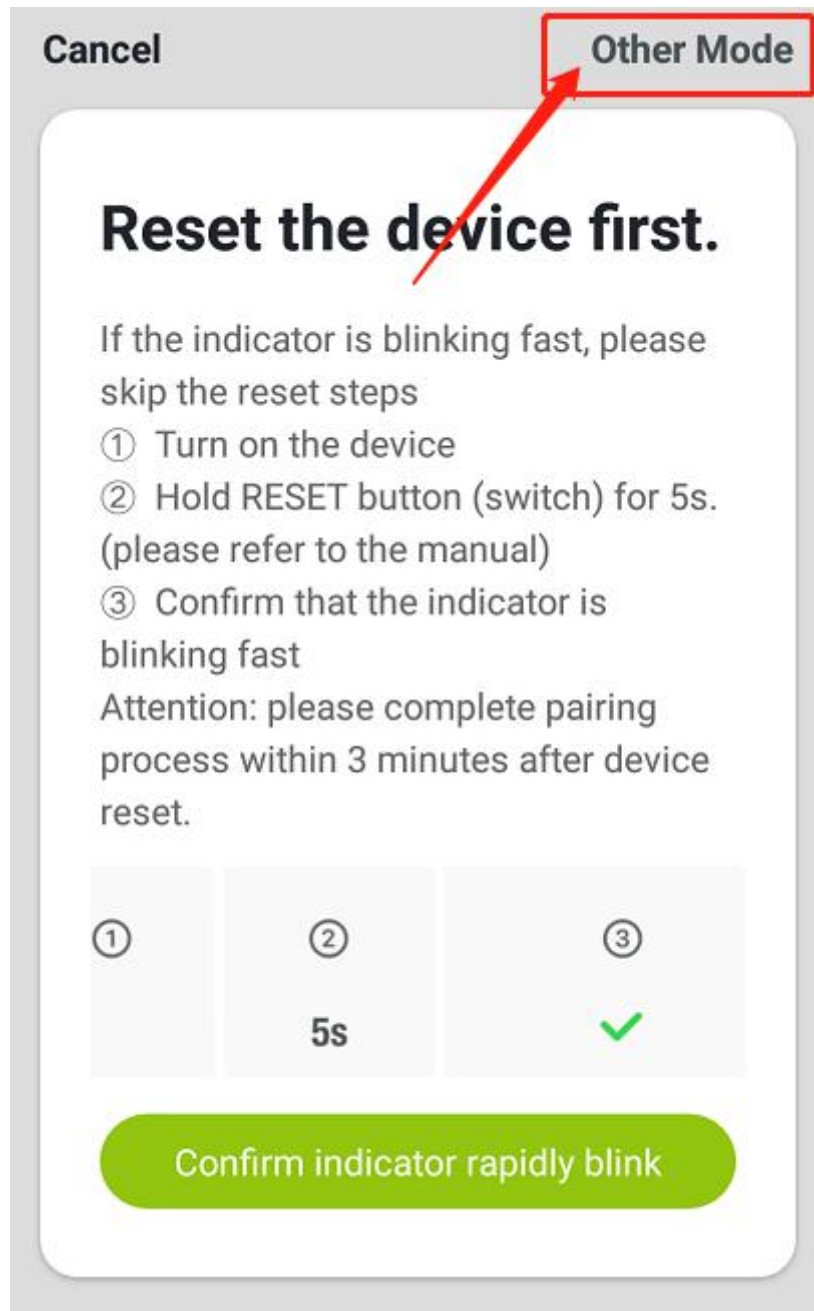 Cancel
Other Mode
Reset the device first.
If the indicator is blinking fast, please
skip the reset steps
① Turn on the device
② Hold RESET button (switch) for 5s.
(please refer to the manual)
③ Confirm that the indicator is
blinking fast
Attention: please complete pairing
process within 3 minutes after device
reset.
① ② ③
5s
Confirm indicator rapidly blink